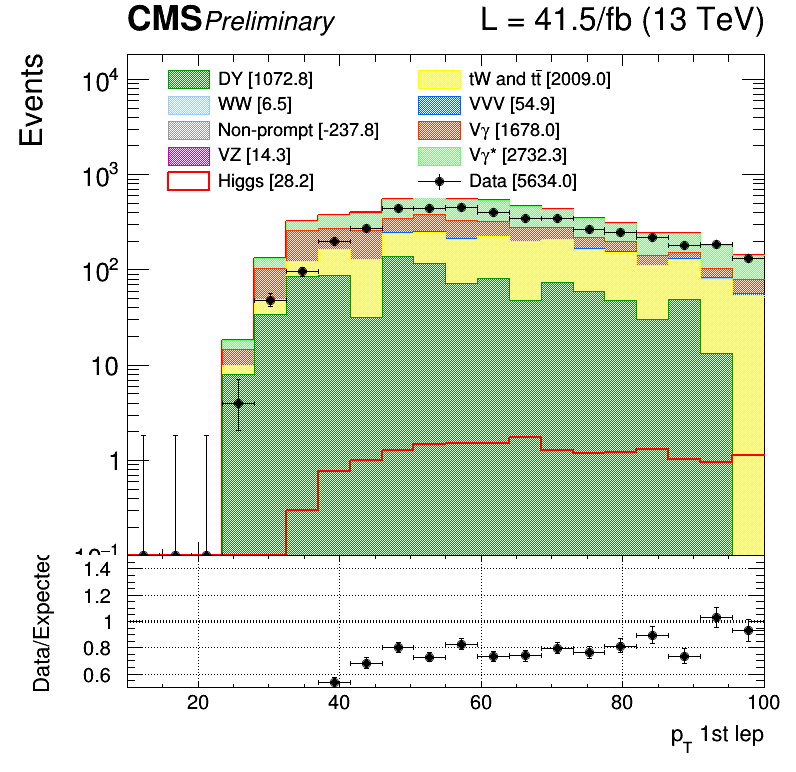 CMS Preliminary L = 41.5/fb (13 TeV)
Events
10⁴
10³
10²
10
1
10⁻¹
DY [1072.8]
WW [6.5]
Non-prompt [-237.8]
VZ [14.3]
Higgs [28.2]
tW and tt̄ [2009.0]
VVV [54.9]
Vγ [1678.0]
Vγ* [2732.3]
Data [5634.0]
Data/Expected
1.4
1.2
1
0.8
0.6
20 40 60 80 100
p_T 1st lep